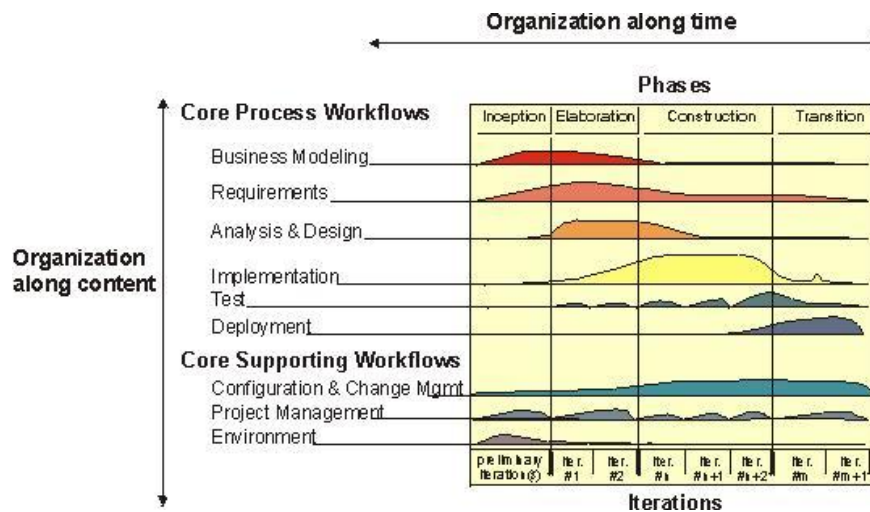 Organization along time
Phases
Core Process Workflows
Inception Elaboration Construction Transition
Business Modeling
Requirements
Analysis & Design
Organization
along content
Implementation
Test
Deployment
Core Supporting Workflows
Configuration & Change Mgmt
Project Management
Environment
preliminary
iteration(s)
Iter.
#1
Iter.
#2
Iter.
#n
Iter.
#n+1
Iter.
#n+2
Iter.
#m
Iter.
#m+1
Iterations